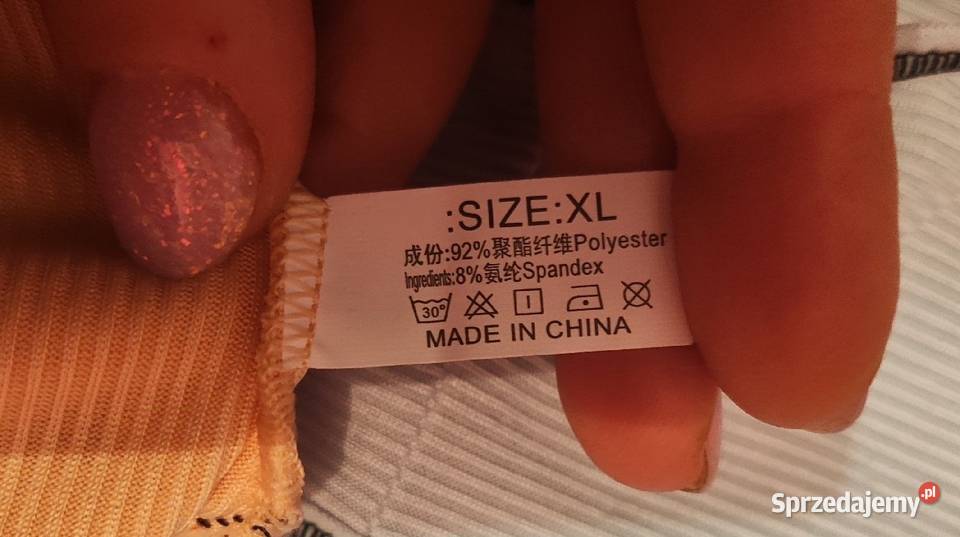 :SIZE:XL
成份:92%聚酯纤维Polyester
Ingredients:8%氨纶Spandex
30°
MADE IN CHINA
Sprzedajemy.pl